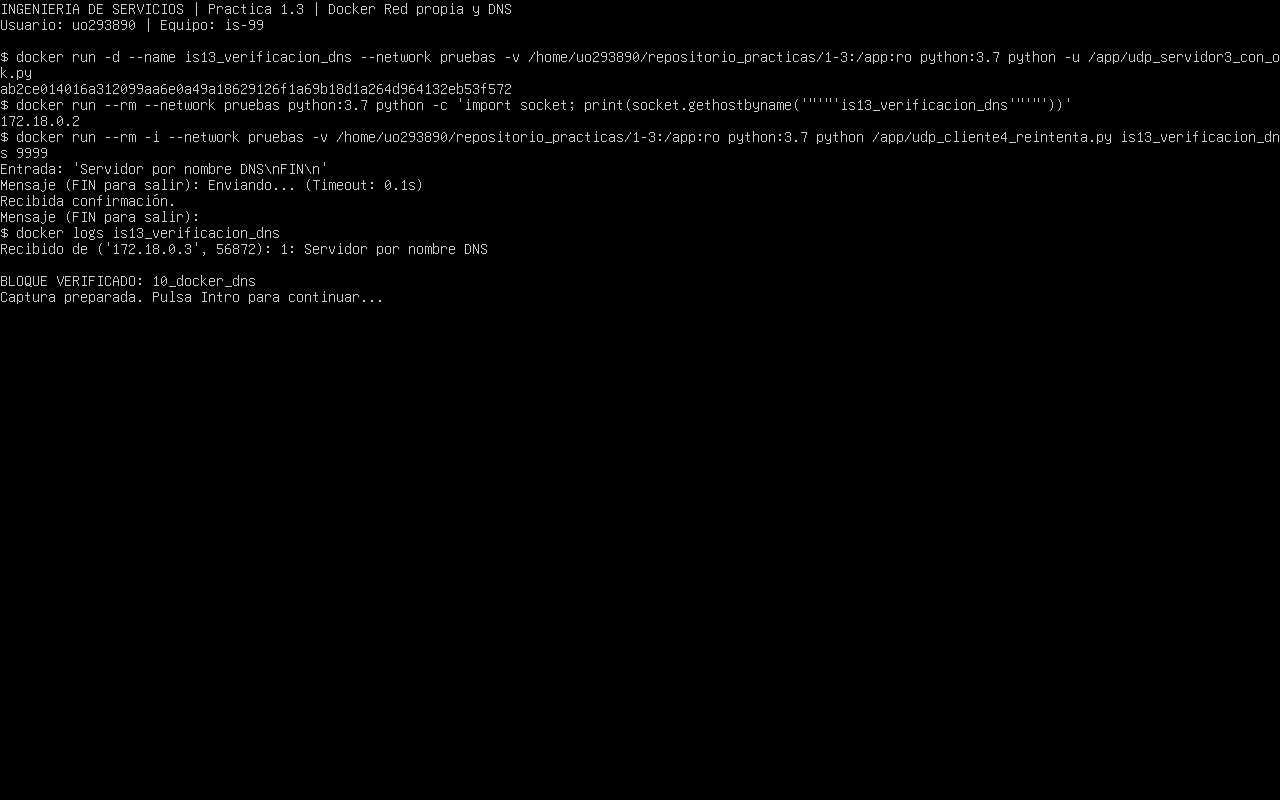 INGENIERIA DE SERVICIOS | Practica 1.3 | Docker Red propia y DNS
Usuario: uo293890 | Equipo: is-99
$ docker run -d --name is13_verificacion_dns --network pruebas -v /home/uo293890/repositorio_practicas/1-3:/app:ro python:3.7 python -u /app/udp_servidor3_con_o
k.py
ab2ce014016a312099aa6e0a49a18629126f1a69b18d1a264d964132eb53f572
$ docker run --rm --network pruebas python:3.7 python -c 'import socket; print(socket.gethostbyname('"'"'is13_verificacion_dns'"'"'))'
172.18.0.2
$ docker run --rm -i --network pruebas -v /home/uo293890/repositorio_practicas/1-3:/app:ro python:3.7 python /app/udp_cliente4_reintenta.py is13_verificacion_dn
s 9999
Entrada: 'Servidor por nombre DNS\nFIN\n'
Mensaje (FIN para salir): Enviando... (Timeout: 0.1s)
Recibida confirmación.
Mensaje (FIN para salir):
$ docker logs is13_verificacion_dns
Recibido de ('172.18.0.3', 56872): 1: Servidor por nombre DNS
BLOQUE VERIFICADO: 10_docker_dns
Captura preparada. Pulsa Intro para continuar...